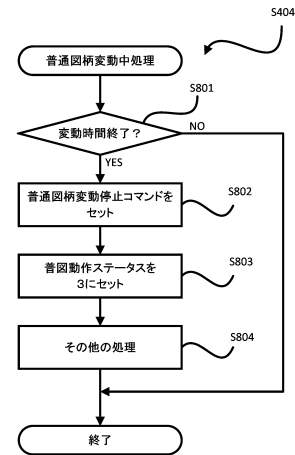 S404
普通図柄変動中処理
S801
変動時間終了？
NO
YES
普通図柄変動停止コマンドを
セット
S802
普図動作ステータスを
3にセット
S803
その他の処理
S804
終了